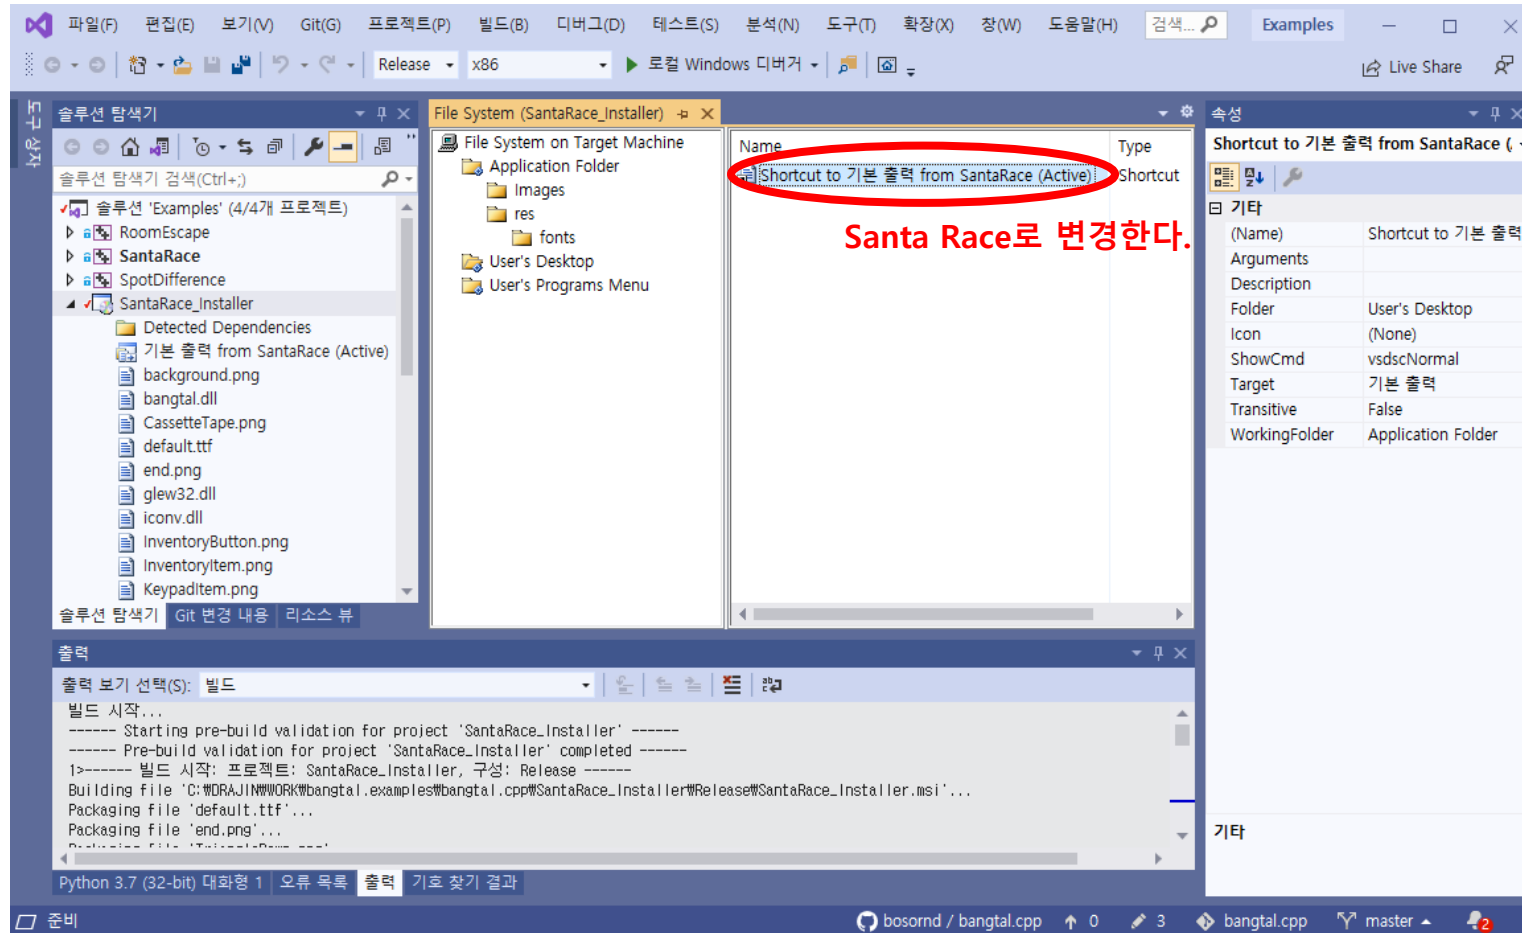 파일(F) 편집(E) 보기(V) Git(G) 프로젝트(P) 빌드(B) 디버그(D) 테스트(S) 분석(N) 도구(T) 확장(X) 창(W) 도움말(H) 검색... Examples
Release x86 로컬 Windows 디버거 Live Share
도구 상자
솔루션 탐색기
솔루션 탐색기 검색(Ctrl+;)
솔루션 'Examples' (4/4개 프로젝트)
RoomEscape
SantaRace
SpotDifference
SantaRace_Installer
Detected Dependencies
기본 출력 from SantaRace (Active)
background.png
bangtal.dll
CassetteTape.png
default.ttf
end.png
glew32.dll
iconv.dll
InventoryButton.png
InventoryItem.png
KeypadItem.png
솔루션 탐색기 Git 변경 내용 리소스 뷰
File System (SantaRace_Installer)
File System on Target Machine
Application Folder
Images
res
fonts
User's Desktop
User's Programs Menu
Name Type
Shortcut to 기본 출력 from SantaRace (Active) Shortcut
Santa Race로 변경한다.
속성
Shortcut to 기본 출력 from SantaRace (
기타
(Name) Shortcut to 기본 출력
Arguments
Description
Folder User's Desktop
Icon (None)
ShowCmd vsdscNormal
Target 기본 출력
Transitive False
WorkingFolder Application Folder
기타
출력
출력 보기 선택(S): 빌드
빌드 시작...
------ Starting pre-build validation for project 'SantaRace_Installer' ------
------ Pre-build validation for project 'SantaRace_Installer' completed ------
1>------ 빌드 시작: 프로젝트: SantaRace_Installer, 구성: Release ------
Building file 'C:₩DRAJIN₩WORK₩bangtal.examples₩bangtal.cpp₩SantaRace_Installer₩Release₩SantaRace_Installer.msi'...
Packaging file 'default.ttf'...
Packaging file 'end.png'...
Python 3.7 (32-bit) 대화형 1 오류 목록 출력 기호 찾기 결과
준비 bosornd / bangtal.cpp 0 3 bangtal.cpp master 2